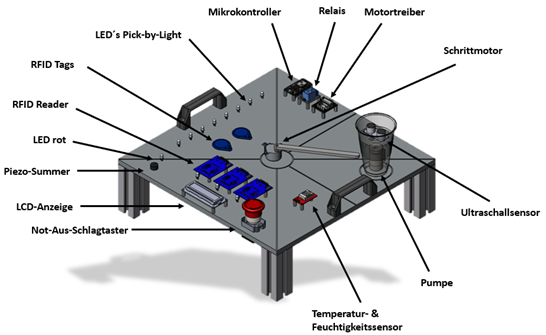 Mikrokontroller
Relais
Motortreiber
LED´s Pick-by-Light
Schrittmotor
RFID Tags
RFID Reader
LED rot
Piezo-Summer
LCD-Anzeige
Ultraschallsensor
Not-Aus-Schlagtaster
Pumpe
Temperatur- &
Feuchtigkeitssensor